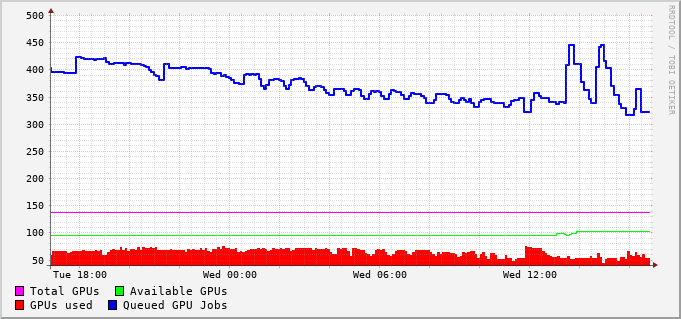 500
450
400
350
300
250
200
150
100
50
Tue 18:00 Wed 00:00 Wed 06:00 Wed 12:00
Total GPUs Available GPUs
GPUs used Queued GPU Jobs
RRDTOOL / TOBI OETIKER